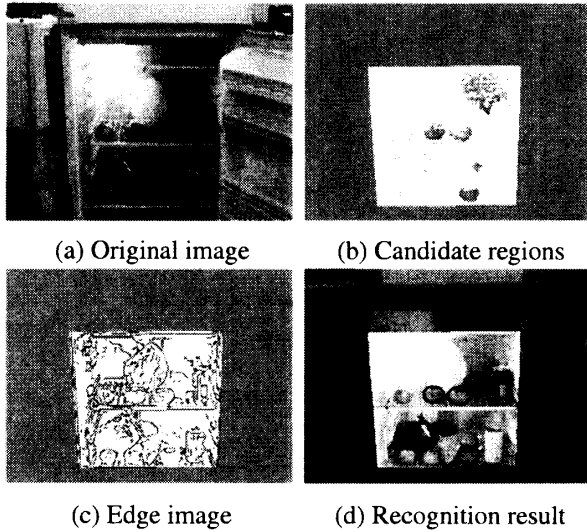 (a) Original image
(b) Candidate regions
(c) Edge image
(d) Recognition result